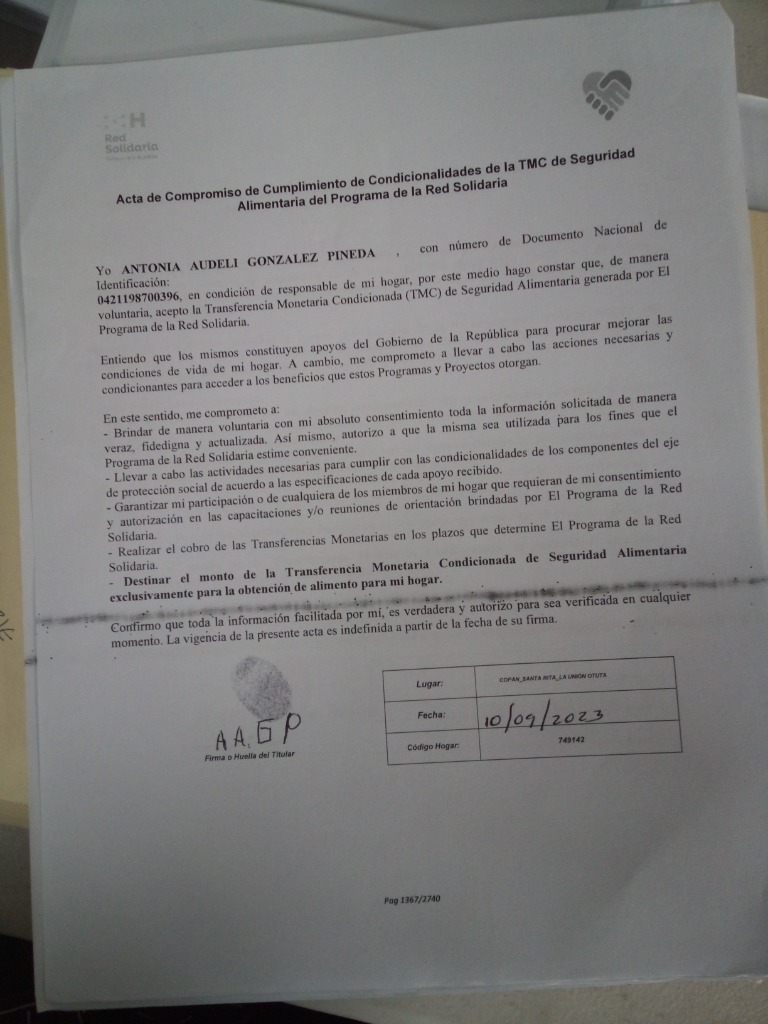 H
Red
Solidaria
Acta de Compromiso de Cumplimiento de Condicionalidades de la TMC de Seguridad
Alimentaria del Programa de la Red Solidaria
Yo ANTONIA AUDELI GONZALEZ PINEDA , con número de Documento Nacional de
Identificación:
0421198700396, en condición de responsable de mi hogar, por este medio hago constar que, de manera
voluntaria, acepto la Transferencia Monetaria Condicionada (TMC) de Seguridad Alimentaria generada por El
Programa de la Red Solidaria.
Entiendo que los mismos constituyen apoyos del Gobierno de la República para procurar mejorar las
condiciones de vida de mi hogar. A cambio, me comprometo a llevar a cabo las acciones necesarias y
condicionantes para acceder a los beneficios que estos Programas y Proyectos otorgan.
En este sentido, me comprometo a:
- Brindar de manera voluntaria con mi absoluto consentimiento toda la información solicitada de manera
veraz, fidedigna y actualizada. Así mismo, autorizo a que la misma sea utilizada para los fines que el
Programa de la Red Solidaria estime conveniente.
- Llevar a cabo las actividades necesarias para cumplir con las condicionalidades de los componentes del eje
de protección social de acuerdo a las especificaciones de cada apoyo recibido.
- Garantizar mi participación o de cualquiera de los miembros de mi hogar que requieran de mi consentimiento
y autorización en las capacitaciones y/o reuniones de orientación brindadas por El Programa de la Red
Solidaria.
- Realizar el cobro de las Transferencias Monetarias en los plazos que determine El Programa de la Red
Solidaria.
- Destinar el monto de la Transferencia Monetaria Condicionada de Seguridad Alimentaria
exclusivamente para la obtención de alimento para mi hogar.
Confirmo que toda la información facilitada por mí, es verdadera y autorizo para sea verificada en cualquier
momento. La vigencia de la presente acta es indefinida a partir de la fecha de su firma.
AA.GP
Firma o Huella del Titular
Lugar: COPAN_SANTA RITA_LA UNIÓN OTUTA
Fecha: 10/09/2023
Código Hogar: 749142
Pag 1367/2740